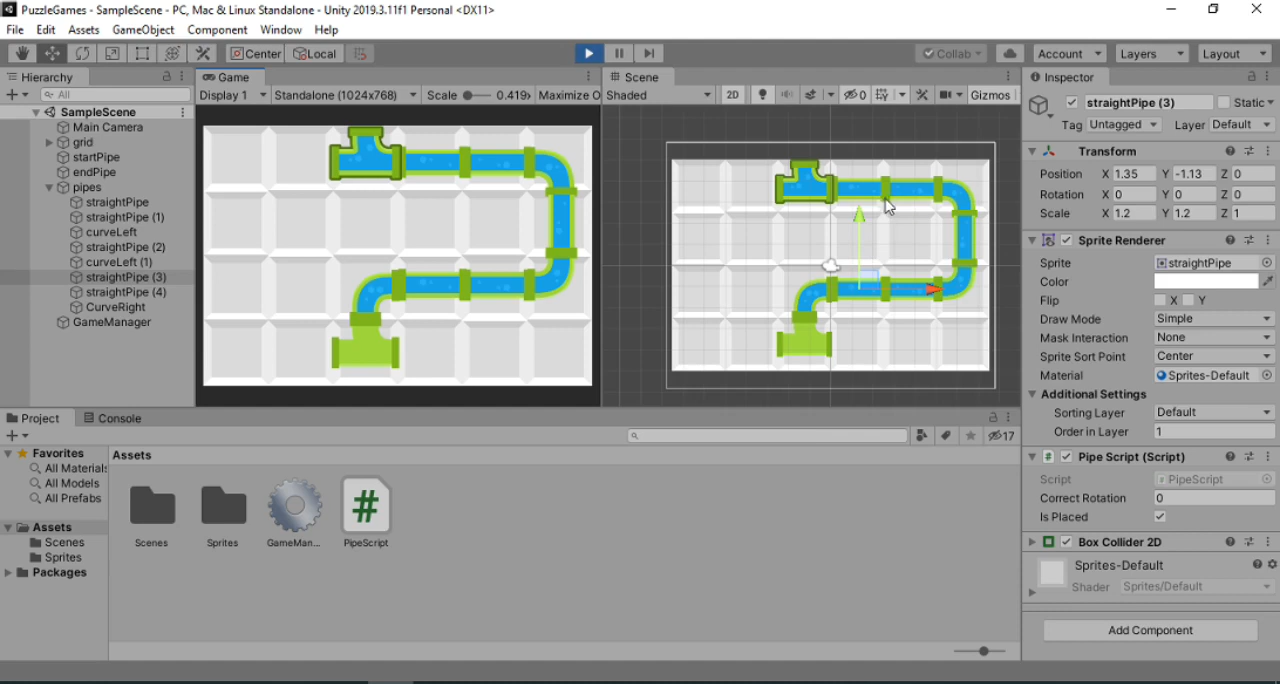 PuzzleGames - SampleScene - PC, Mac & Linux Standalone - Unity 2019.3.11f1 Personal <DX11>
File Edit Assets GameObject Component Window Help
Center Local Collab Account Layers Layout
Hierarchy
All
SampleScene
Main Camera
grid
startPipe
endPipe
pipes
straightPipe
straightPipe (1)
curveLeft
straightPipe (2)
curveLeft (1)
straightPipe (3)
straightPipe (4)
CurveRight
GameManager
Game
Display 1 Standalone (1024x768) Scale 0.419x Maximize O
Scene
Shaded 2D 0 Gizmos
Inspector
straightPipe (3) Static
Tag Untagged Layer Default
Transform
Position X 1.35 Y -1.13 Z 0
Rotation X 0 Y 0 Z 0
Scale X 1.2 Y 1.2 Z 1
Sprite Renderer
Sprite straightPipe
Color
Flip X Y
Draw Mode Simple
Mask Interaction None
Sprite Sort Point Center
Material Sprites-Default
Additional Settings
Sorting Layer Default
Order in Layer 1
# Pipe Script (Script)
Script # PipeScript
Correct Rotation 0
Is Placed
Box Collider 2D
Sprites-Default
Shader Sprites/Default
Add Component
Project Console
17
Favorites
All Materials
All Models
All Prefabs
Assets
Scenes
Sprites
Packages
Assets
#
Scenes Sprites GameMan... PipeScript